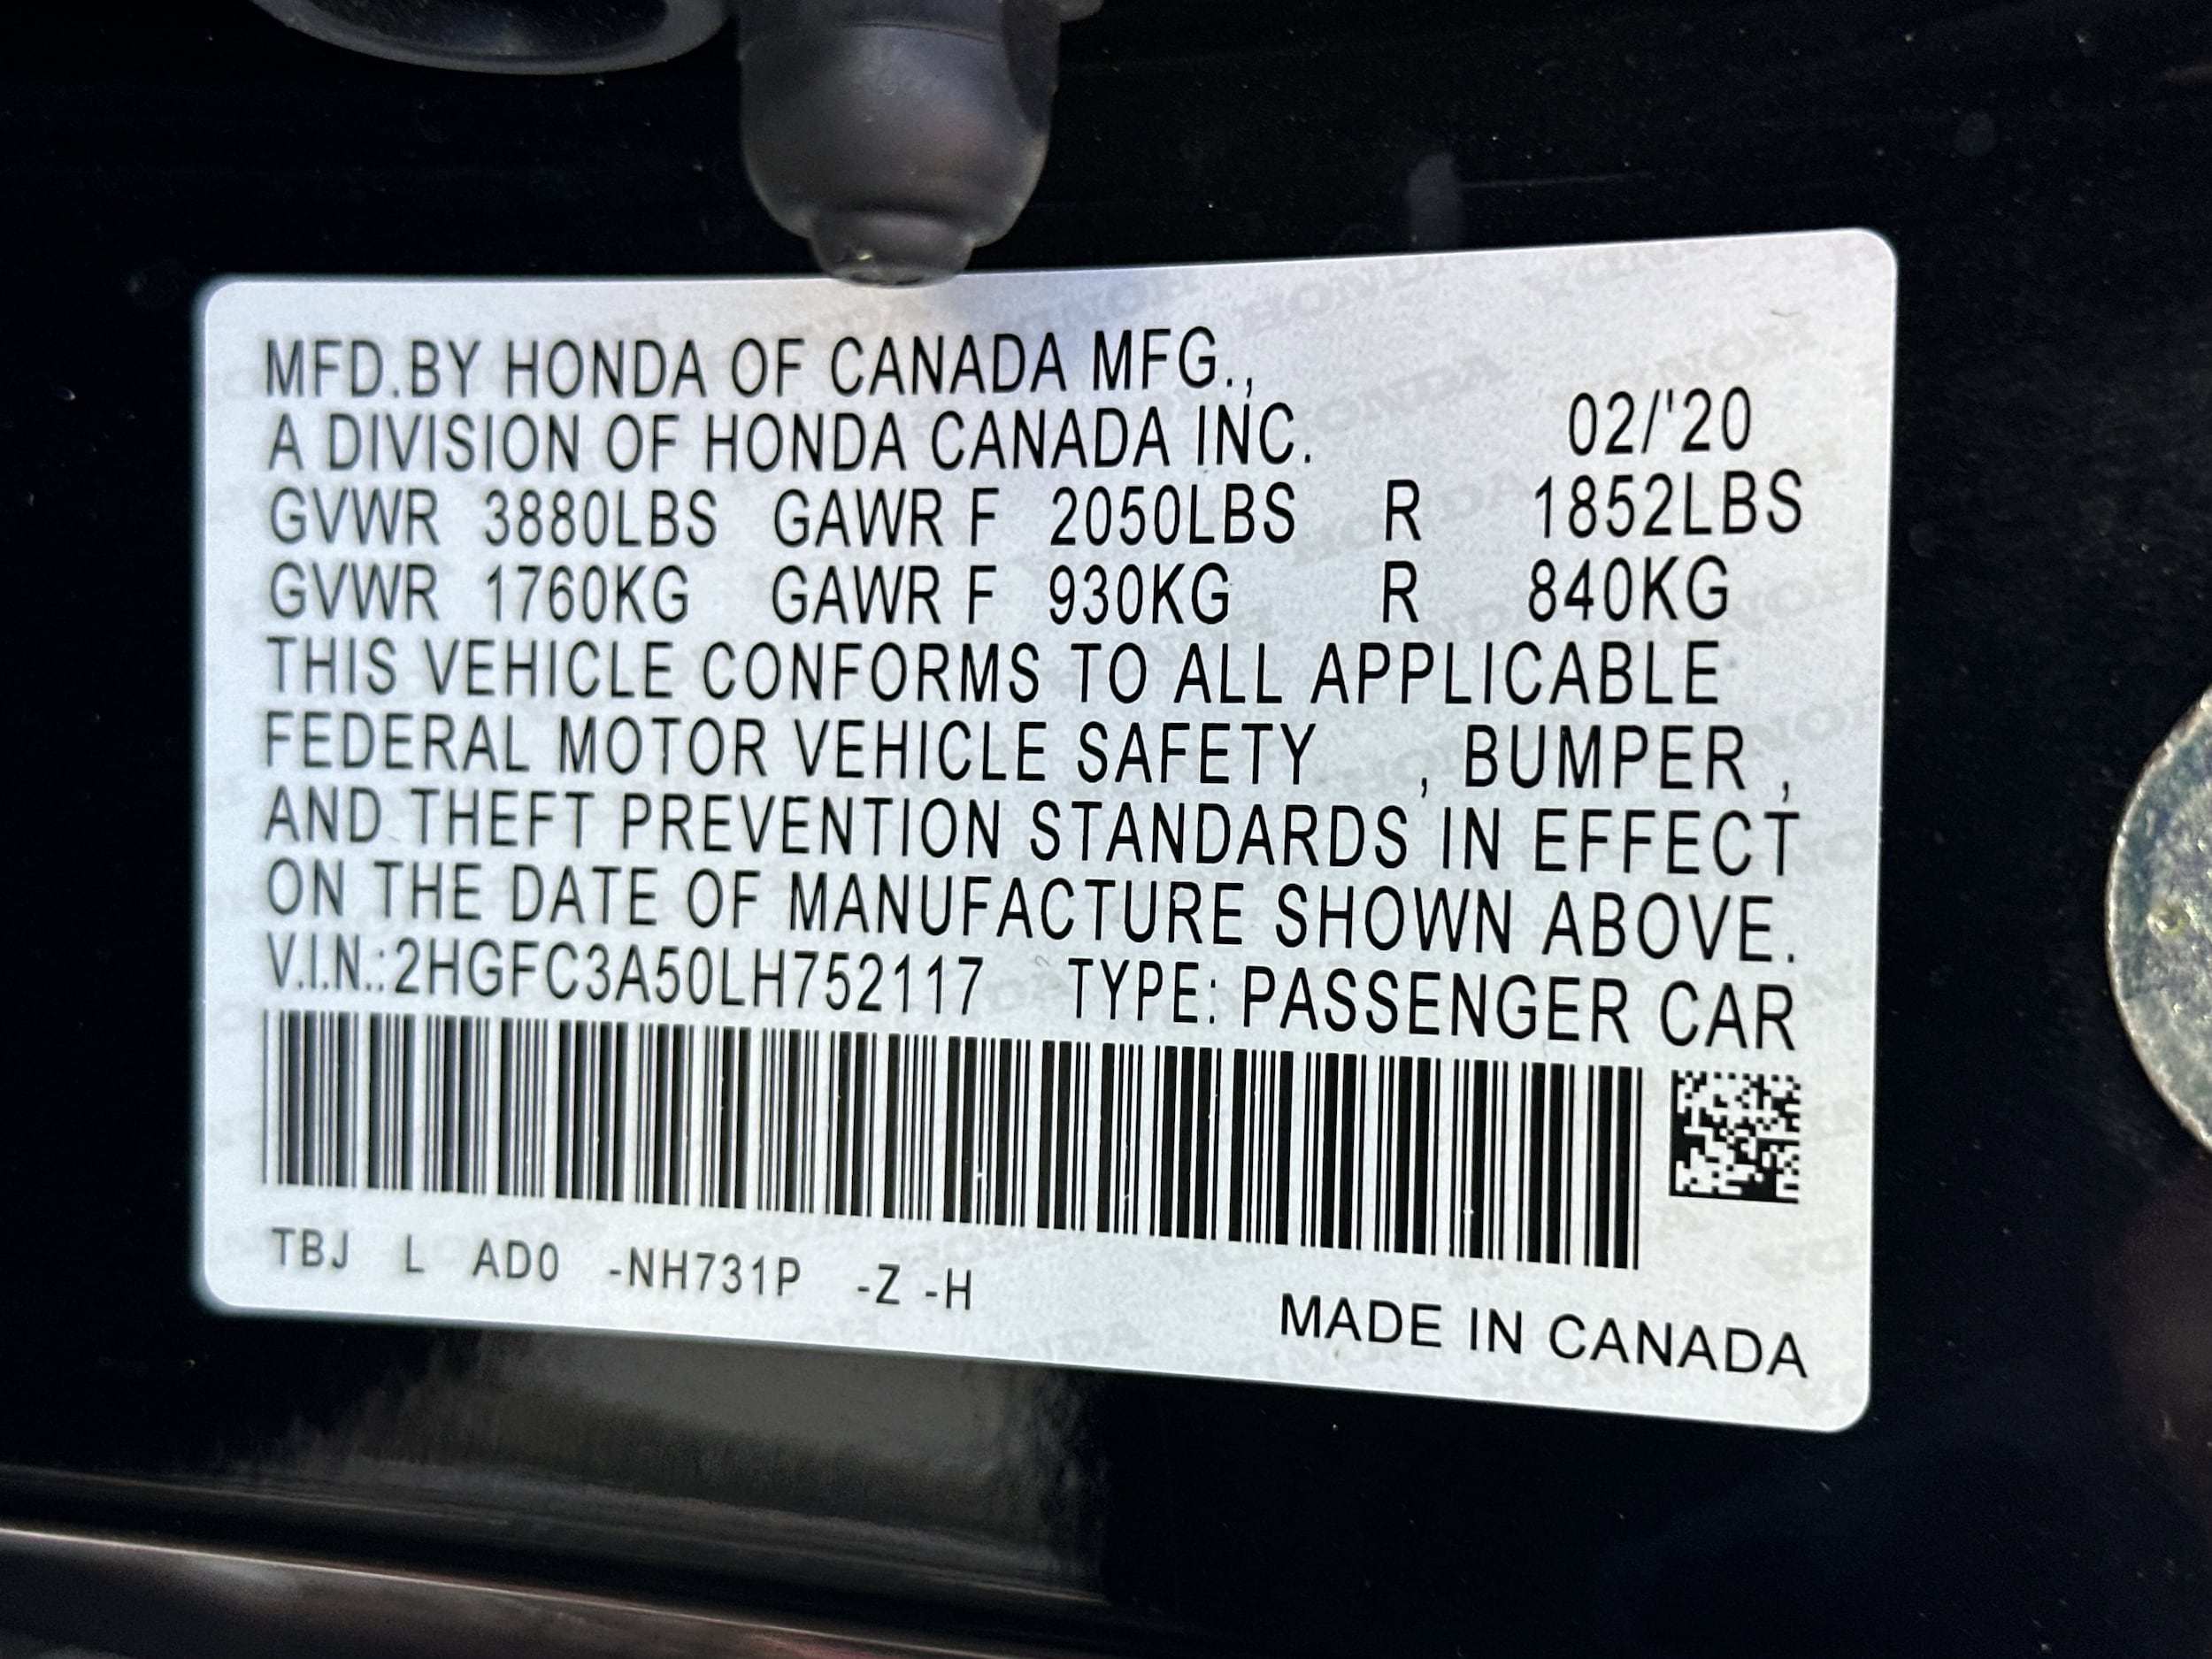 MFD.BY HONDA OF CANADA MFG.,
A DIVISION OF HONDA CANADA INC. 02/'20
GVWR 3880LBS GAWR F 2050LBS R 1852LBS
GVWR 1760KG GAWR F 930KG R 840KG
THIS VEHICLE CONFORMS TO ALL APPLICABLE
FEDERAL MOTOR VEHICLE SAFETY , BUMPER ,
AND THEFT PREVENTION STANDARDS IN EFFECT
ON THE DATE OF MANUFACTURE SHOWN ABOVE.
V.I.N.:2HGFC3A50LH752117 TYPE: PASSENGER CAR
TBJ L AD0 -NH731P -Z -H
MADE IN CANADA